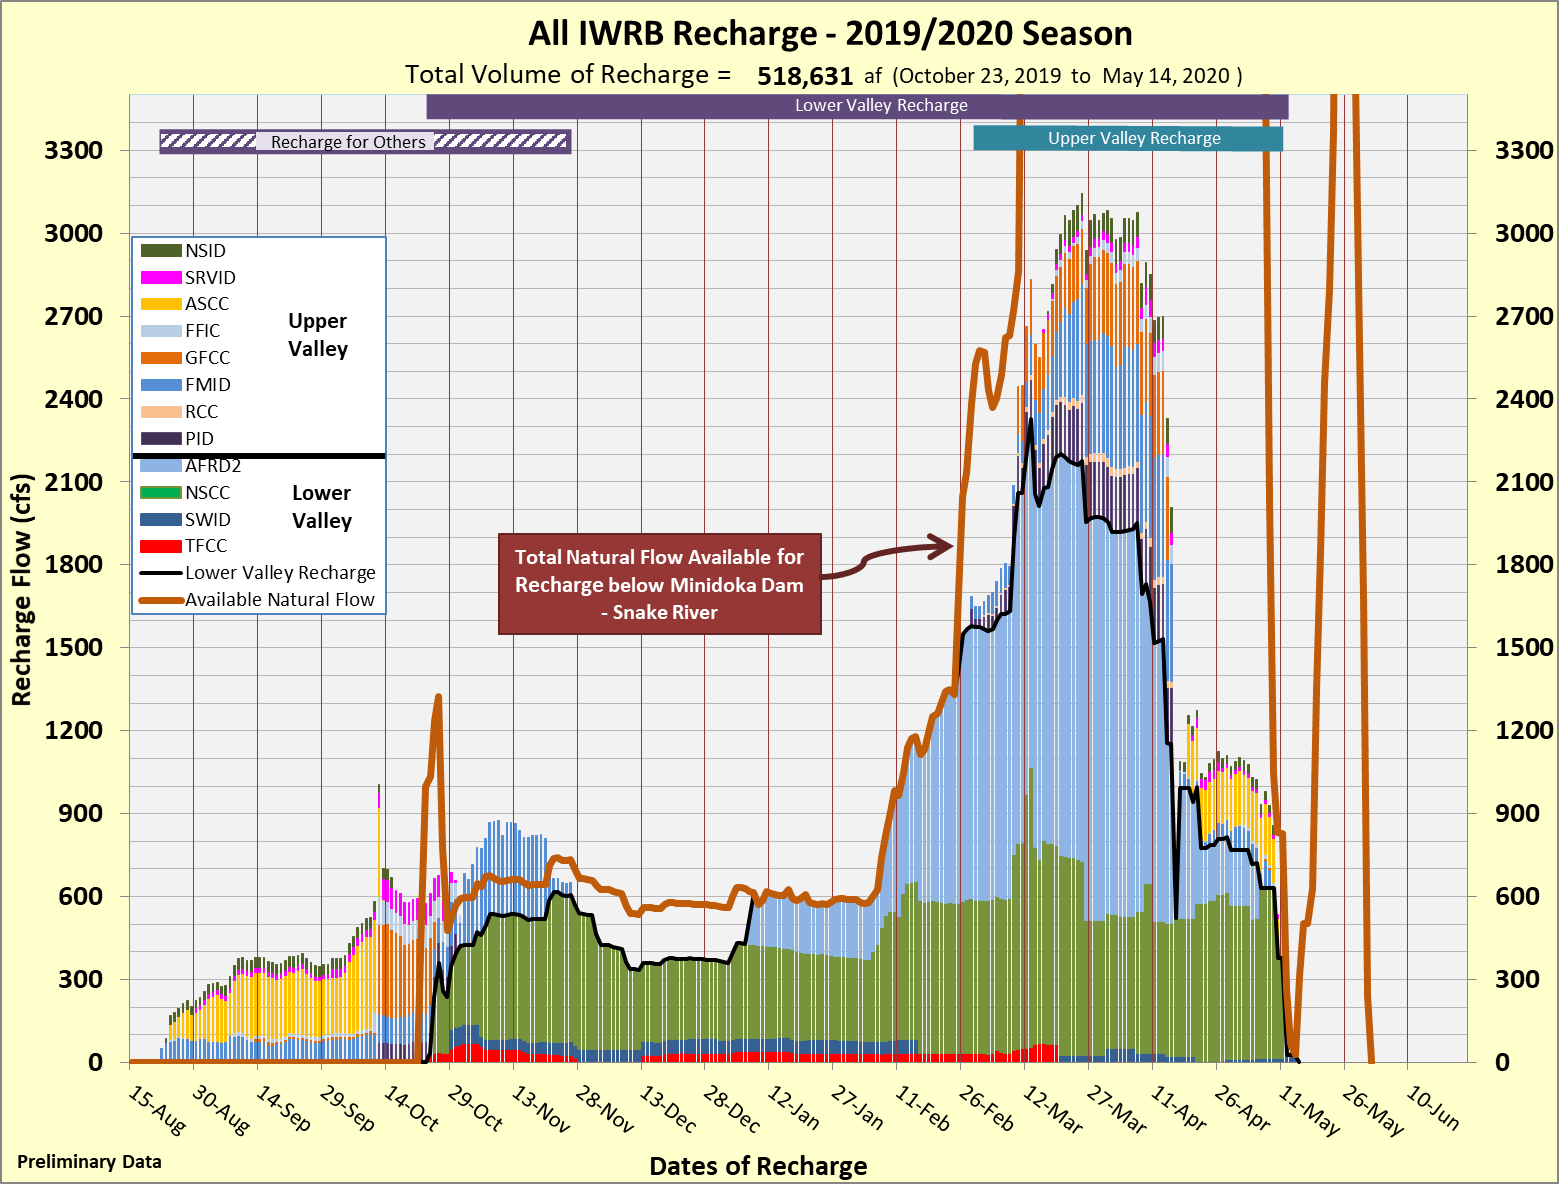 All IWRB Recharge - 2019/2020 Season
Total Volume of Recharge = 518,631 af (October 23, 2019 to May 14, 2020 )
Lower Valley Recharge
Recharge for Others
Upper Valley Recharge
3300
3000
2700
2400
2100
1800
1500
1200
900
600
300
0
Recharge Flow (cfs)
NSID
SRVID
ASCC
FFIC
GFCC
FMID
RCC
PID
Upper
Valley
AFRD2
NSCC
SWID
TFCC
Lower
Valley
Lower Valley Recharge
Available Natural Flow
Total Natural Flow Available for
Recharge below Minidoka Dam
- Snake River
3300
3000
2700
2400
2100
1800
1500
1200
900
600
300
0
15-Aug
30-Aug
14-Sep
29-Sep
14-Oct
29-Oct
13-Nov
28-Nov
13-Dec
28-Dec
12-Jan
27-Jan
11-Feb
26-Feb
12-Mar
27-Mar
11-Apr
26-Apr
11-May
26-May
10-Jun
Dates of Recharge
Preliminary Data